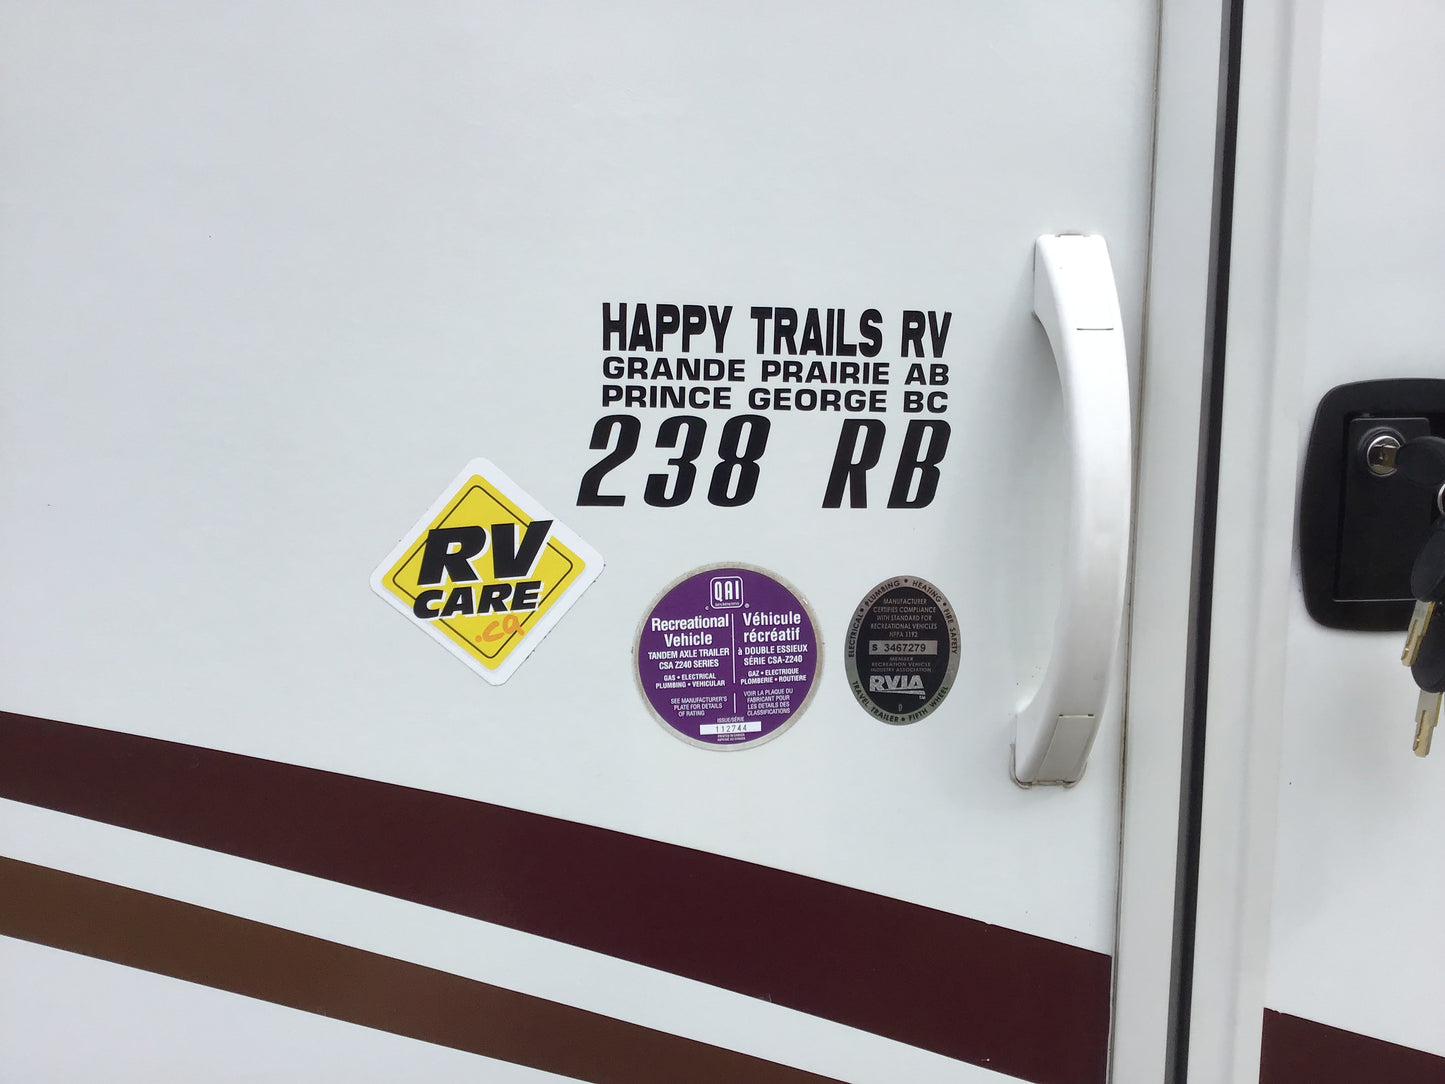 HAPPY TRAILS RV
GRANDE PRAIRIE AB
PRINCE GEORGE BC
238 RB
RV
CARE
.ca
QAI
Recreational
Vehicle
TANDEM AXLE TRAILER
CSA Z240 SERIES
GAS • ELECTRICAL
PLUMBING • VEHICULAR
SEE MANUFACTURER'S
PLATE FOR DETAILS
OF RATING
Véhicule
récréatif
à DOUBLE ESSIEUX
SÉRIE CSA-Z240
GAZ • ELECTRIQUE
PLOMBERIE • ROUTIERE
VOIR LA PLAQUE DU
FABRICANT POUR
LES DETAILS DES
CLASSIFICATIONS
ISSUE/SÉRIE
112744
ELECTRICAL • PLUMBING • HEATING • FIRE SAFETY
MANUFACTURER
CERTIFIES COMPLIANCE
WITH STANDARD FOR
RECREATIONAL VEHICLES
NFPA 1192
S 3467279
MEMBER
RECREATION VEHICLE
INDUSTRY ASSOCIATION
RVIA
TM
TRAVEL TRAILER • FIFTH WHEEL